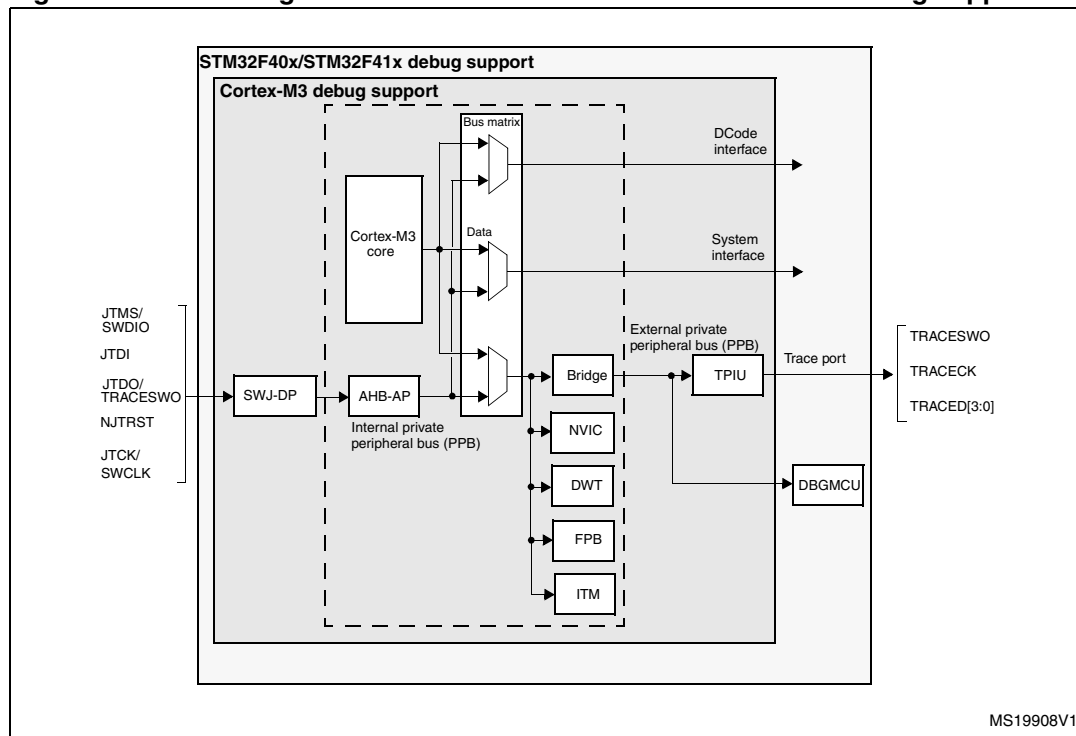 STM32F40x/STM32F41x debug support
Cortex-M3 debug support
Bus matrix
DCode
interface
Cortex-M3
core
Data
System
interface
JTMS/
SWDIO
JTDI
JTDO/
TRACESWO
NJTRST
JTCK/
SWCLK
SWJ-DP
AHB-AP
Internal private
peripheral bus (PPB)
External private
peripheral bus (PPB)
Bridge
NVIC
DWT
FPB
ITM
TPIU
Trace port
DBGMCU
TRACESWO
TRACECK
TRACED[3:0]
MS19908V1